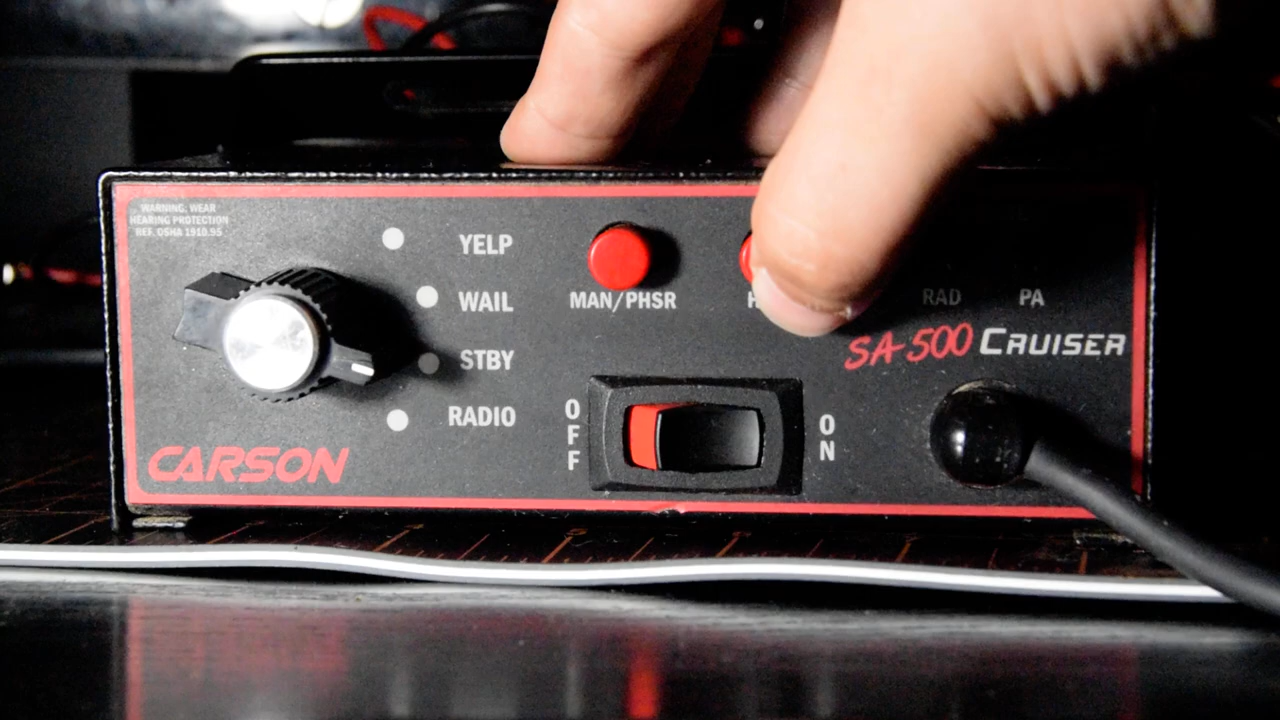 WARNING: WEAR
HEARING PROTECTION
REF. OSHA 1910.95
YELP
WAIL
STBY
RADIO
MAN/PHSR
H
RAD
PA
SA-500 CRUISER
OFF
ON
CARSON